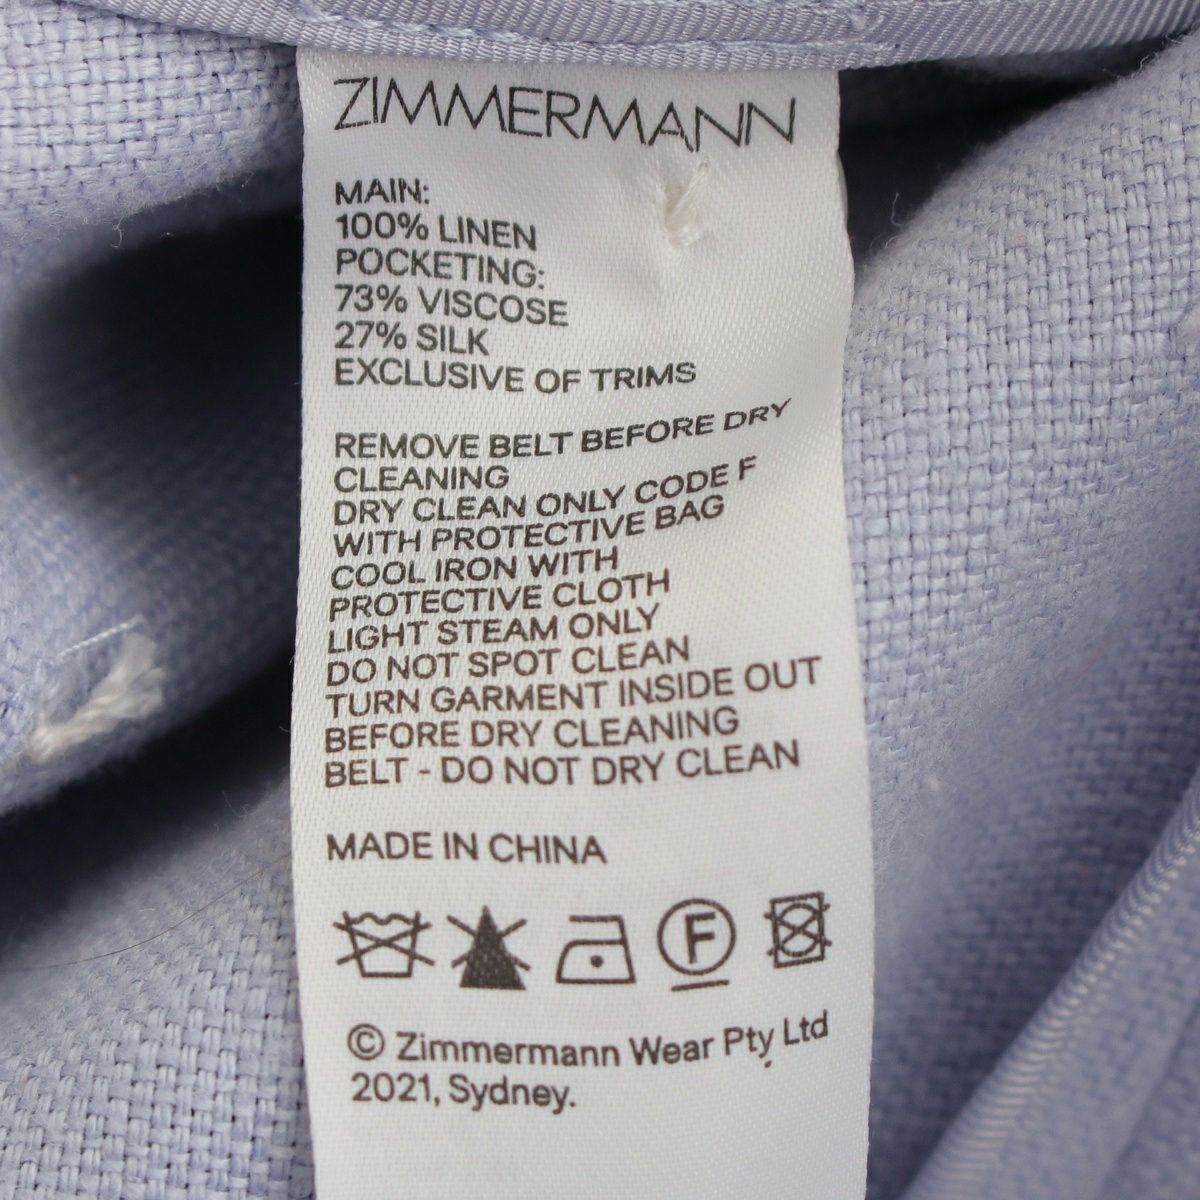 ZIMMERMANN
MAIN:
100% LINEN
POCKETING:
73% VISCOSE
27% SILK
EXCLUSIVE OF TRIMS
REMOVE BELT BEFORE DRY
CLEANING
DRY CLEAN ONLY CODE F
WITH PROTECTIVE BAG
COOL IRON WITH
PROTECTIVE CLOTH
LIGHT STEAM ONLY
DO NOT SPOT CLEAN
TURN GARMENT INSIDE OUT
BEFORE DRY CLEANING
BELT - DO NOT DRY CLEAN
MADE IN CHINA
F
© Zimmermann Wear Pty Ltd
2021, Sydney.